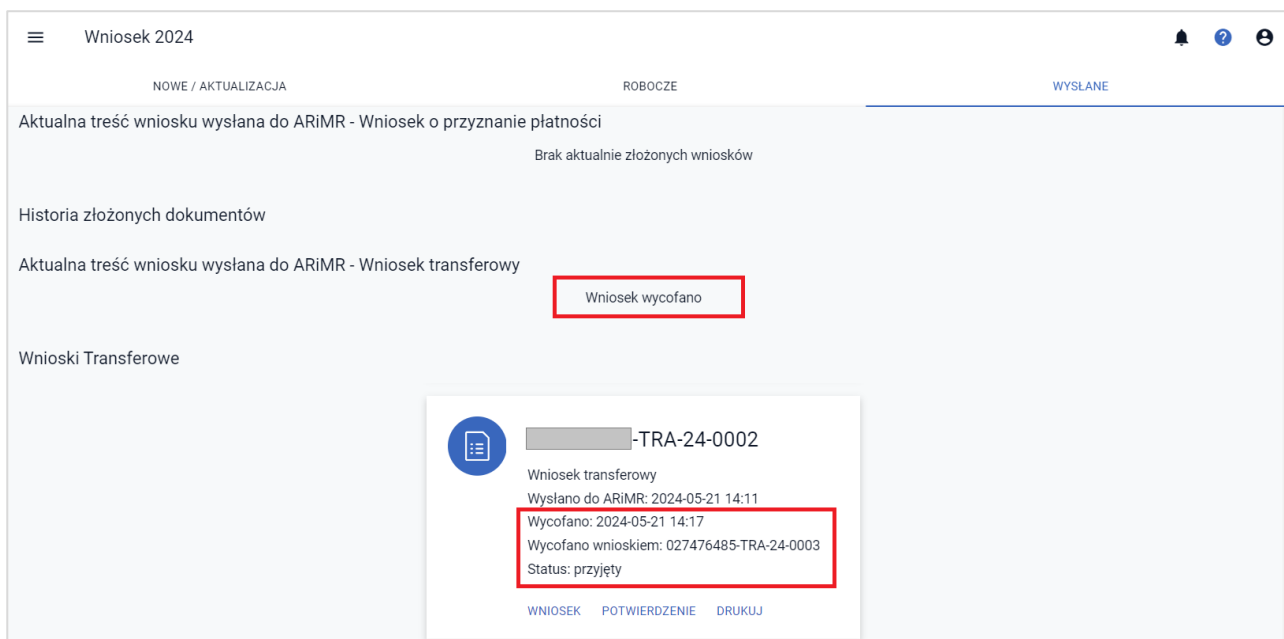 Wniosek 2024
NOWE / AKTUALIZACJA
ROBOCZE
WYSŁANE
Aktualna treść wniosku wysłana do ARiMR - Wniosek o przyznanie płatności
Brak aktualnie złożonych wniosków
Historia złożonych dokumentów
Aktualna treść wniosku wysłana do ARiMR - Wniosek transferowy
Wniosek wycofano
Wnioski Transferowe
-TRA-24-0002
Wniosek transferowy
Wysłano do ARiMR: 2024-05-21 14:11
Wycofano: 2024-05-21 14:17
Wycofano wnioskiem: 027476485-TRA-24-0003
Status: przyjęty
WNIOSEK POTWIERDZENIE DRUKUJ